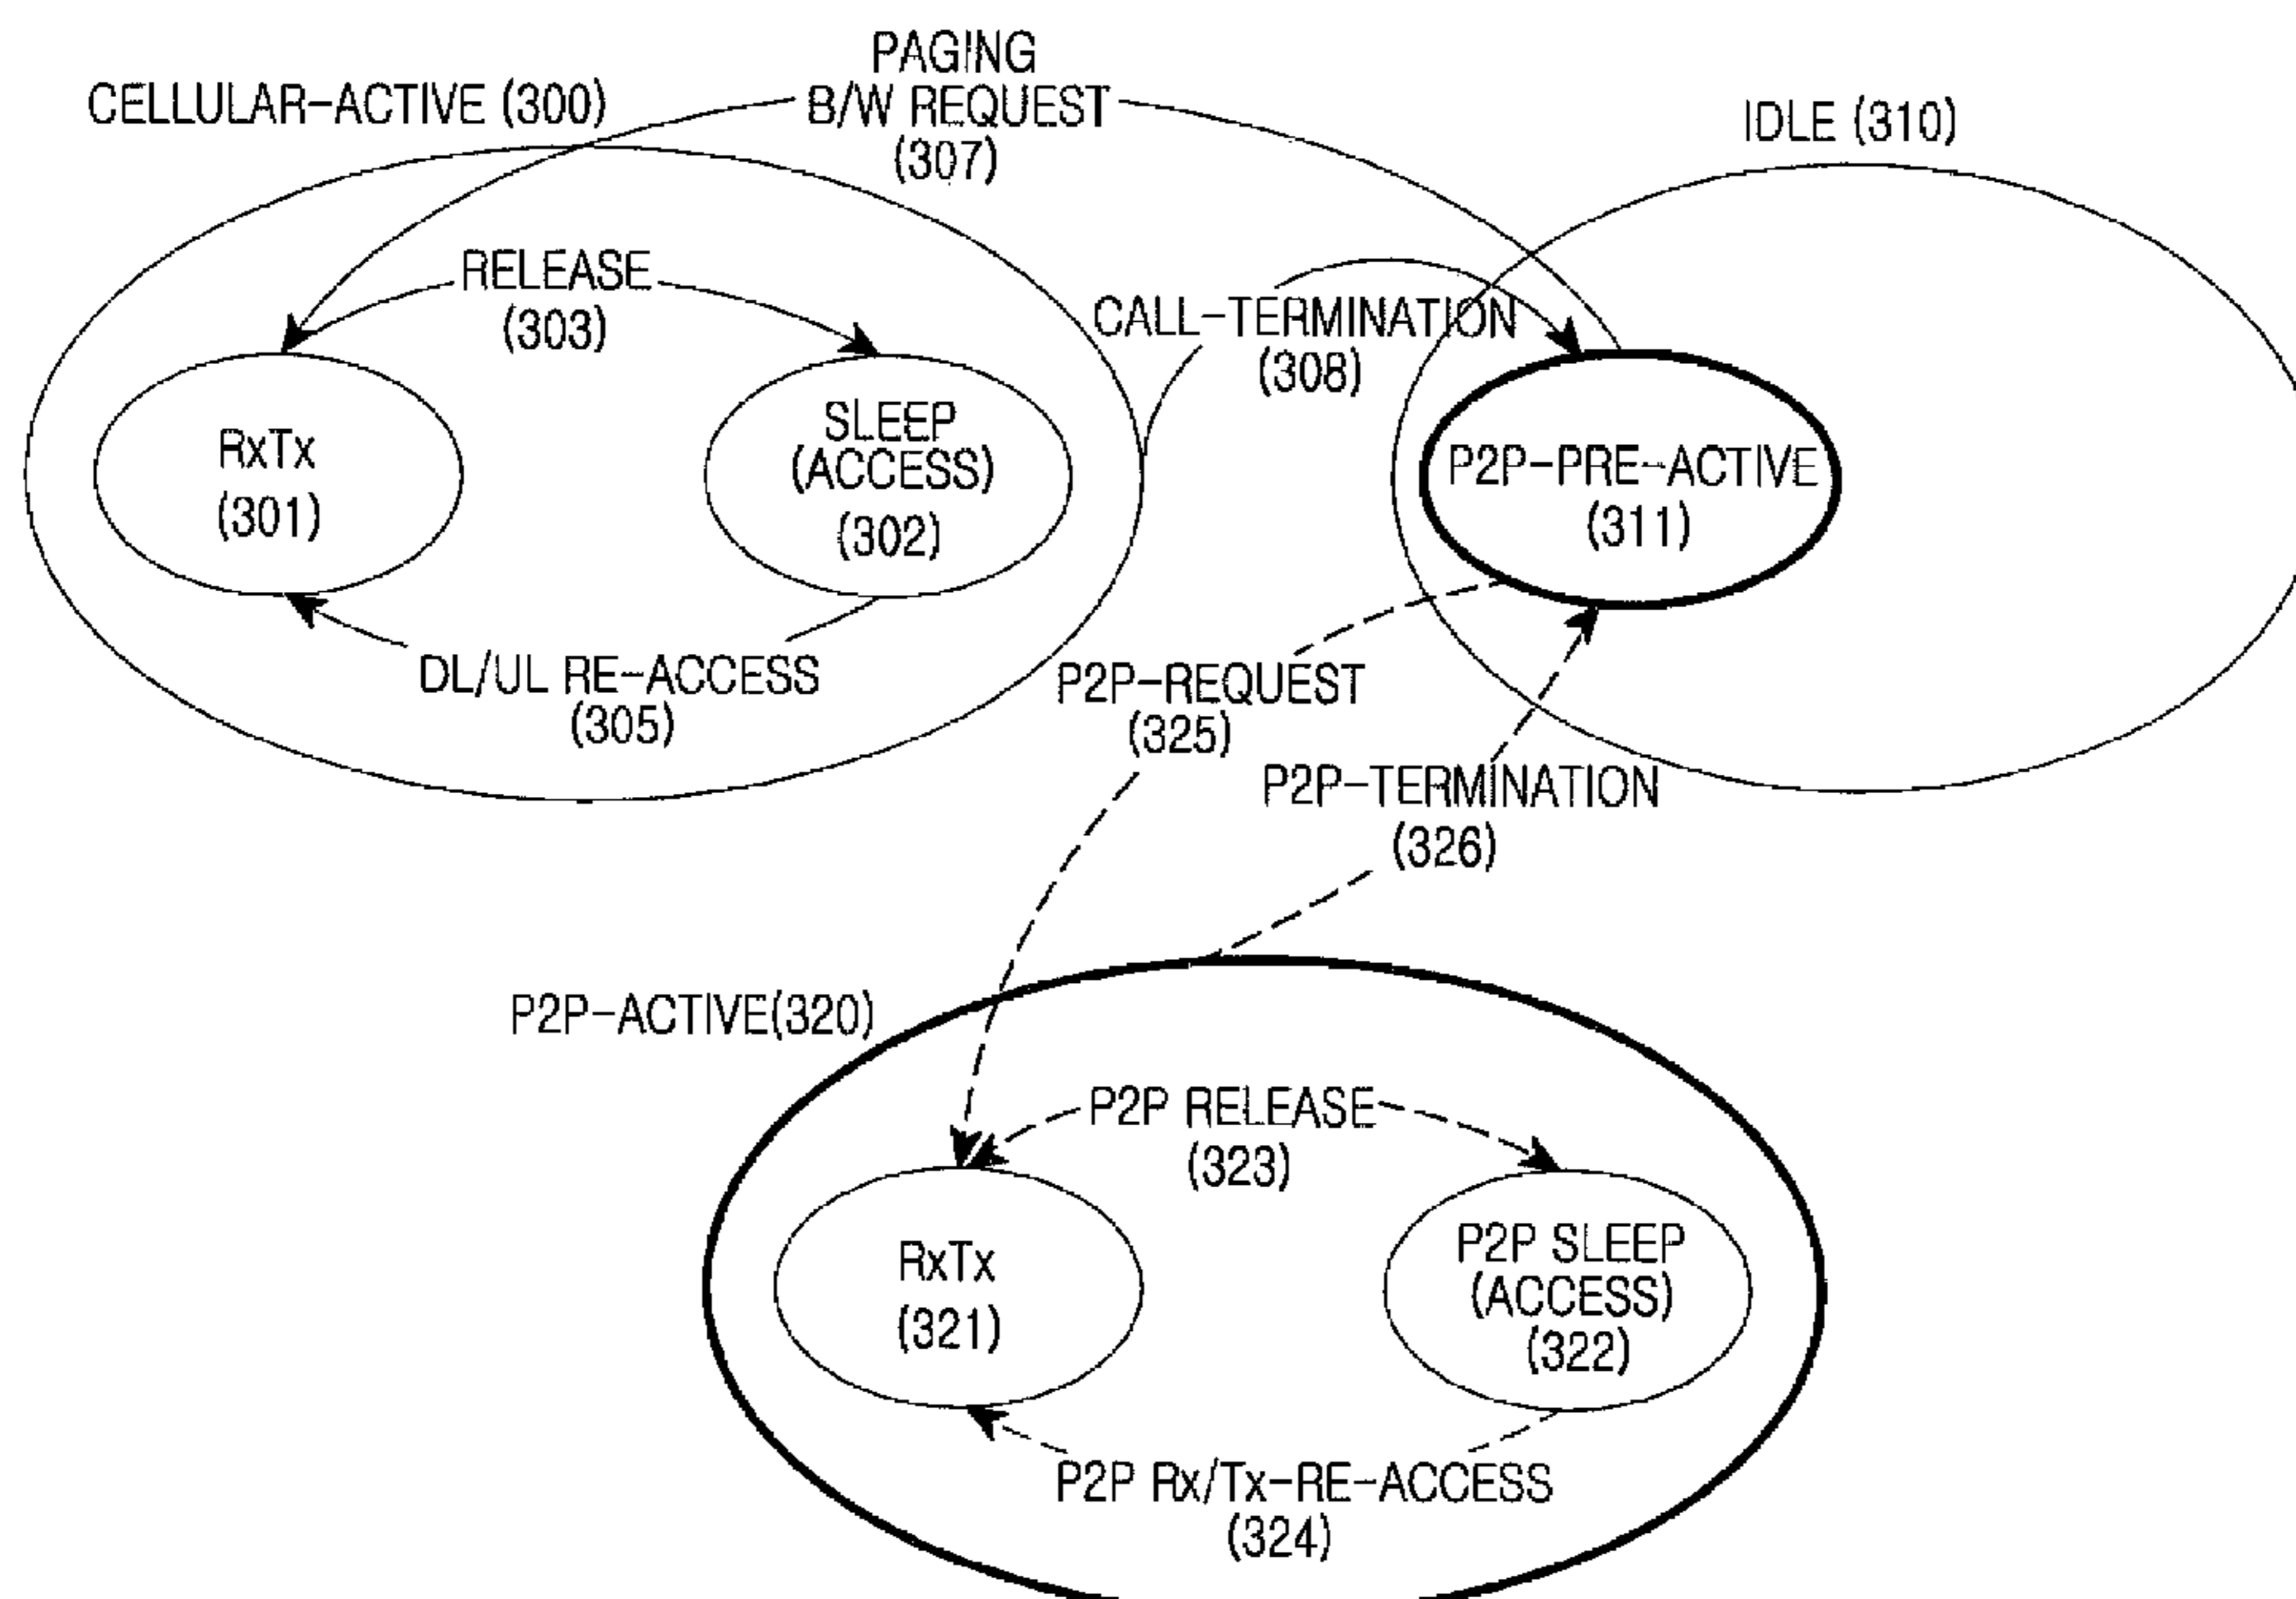 PAGING
CELLULAR-ACTIVE (300)
B/W REQUEST
(307)
IDLE (310)
RELEASE
(303)
CALL-TERMINATION
(308)
RxTx
(301)
SLEEP
(ACCESS)
(302)
P2P-PRE-ACTIVE
(311)
DL/UL RE-ACCESS
(305)
P2P-REQUEST
(325)
P2P-TERMINATION
(326)
P2P-ACTIVE(320)
P2P RELEASE
(323)
RxTx
(321)
P2P SLEEP
(ACCESS)
(322)
P2P Rx/Tx-RE-ACCESS
(324)